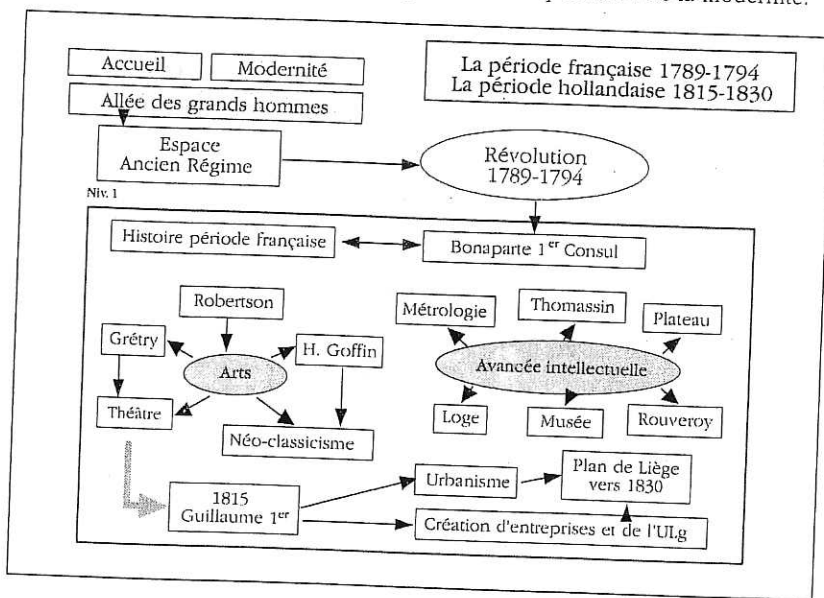 la modernité.
Accueil
Modernité
La période française 1789-1794
La période hollandaise 1815-1830
Allée des grands hommes
Espace
Ancien Régime
Révolution
1789-1794
Niv. 1
Histoire période française
Bonaparte 1er Consul
Robertson
Métrologie
Thomassin
Plateau
Grétry
H. Goffin
Arts
Avancée intellectuelle
Théâtre
Néo-classicisme
Loge
Musée
Rouveroy
1815
Guillaume 1er
Urbanisme
Plan de Liège
vers 1830
Création d'entreprises et de l'ULg